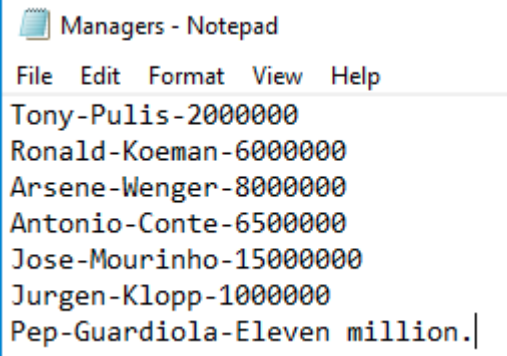 Managers - Notepad
File Edit Format View Help
Tony-Pulis-2000000
Ronald-Koeman-6000000
Arsene-Wenger-8000000
Antonio-Conte-6500000
Jose-Mourinho-15000000
Jurgen-Klopp-1000000
Pep-Guardiola-Eleven million.